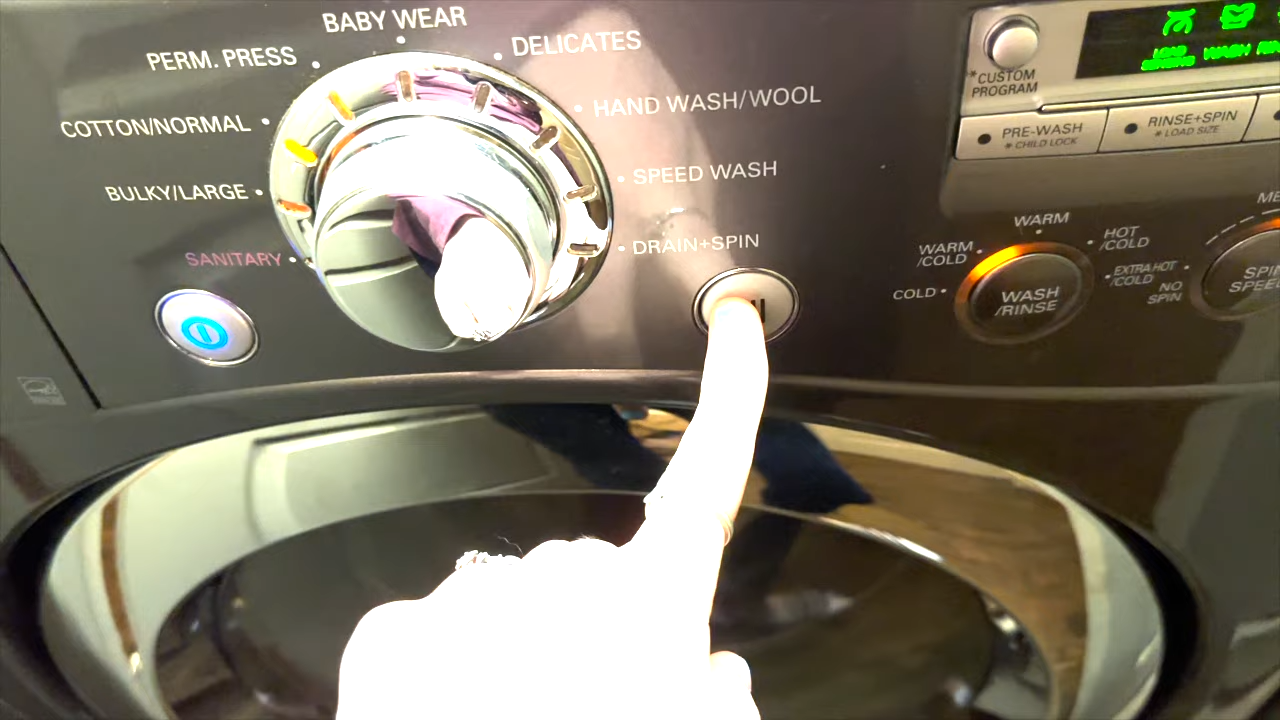 BABY WEAR
PERM. PRESS
DELICATES
COTTON/NORMAL
HAND WASH/WOOL
BULKY/LARGE
SPEED WASH
SANITARY
DRAIN+SPIN
*CUSTOM
PROGRAM
LOAD
SENSING
WASH
PRE-WASH
* CHILD LOCK
RINSE+SPIN
* LOAD SIZE
WARM
WARM
/COLD
HOT
/COLD
COLD
EXTRA HOT
/COLD
NO
SPIN
WASH
/RINSE